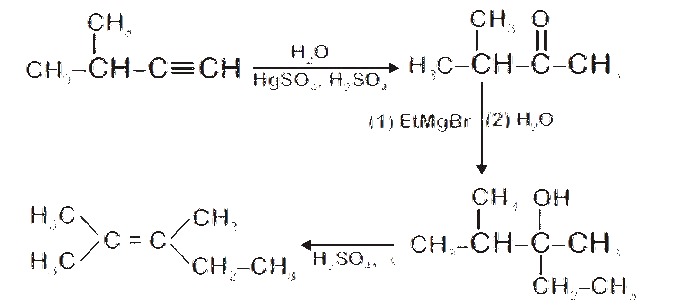 CH₃ CH₃ O
CH₃–CH–C≡CH H₂O H₃C–CH–C–CH₃
HgSO₄, H₂SO₄
(1) EtMgBr (2) H₂O
H₃C CH₃ CH₃ OH
C = C CH₃–CH–C–CH₃
H₃C CH₂–CH₃ H₂SO₄, CH₂–CH₃